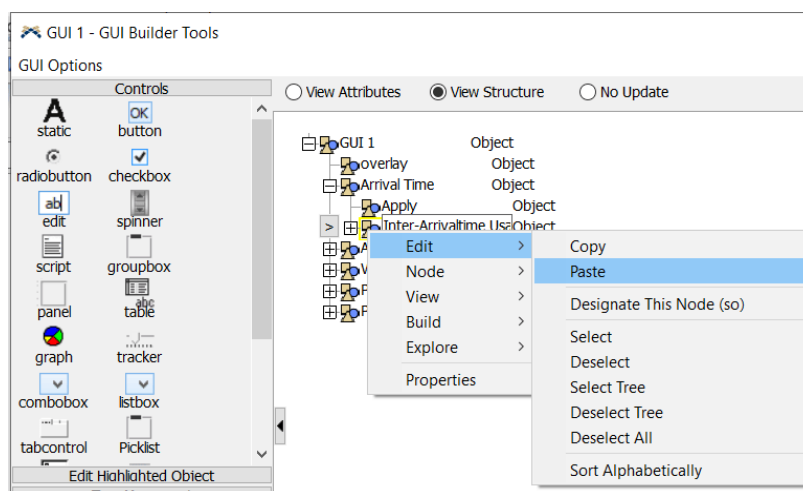 GUI 1 - GUI Builder Tools
GUI Options
Controls
A
static
OK
button
radiobutton
checkbox
ab
edit
spinner
script
groupbox
panel
abc
table
graph
tracker
combobox
listbox
tabcontrol
Picklist
Edit Highlighted Object
View Attributes
View Structure
No Update
GUI 1 Object
overlay Object
Arrival Time Object
Apply Object
> Inter-Arrivaltime Usa Object
A
V
P
P
Edit >
Node >
View >
Build >
Explore >
Properties
Copy
Paste
Designate This Node (so)
Select
Deselect
Select Tree
Deselect Tree
Deselect All
Sort Alphabetically